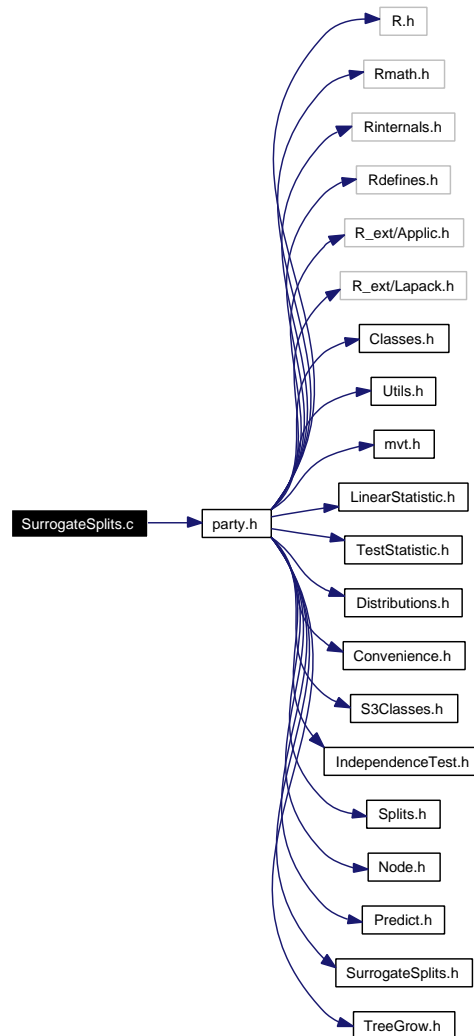 R.h
Rmath.h
Rinternals.h
Rdefines.h
R_ext/Applic.h
R_ext/Lapack.h
Classes.h
Utils.h
mvt.h
LinearStatistic.h
SurrogateSplits.c
party.h
TestStatistic.h
Distributions.h
Convenience.h
S3Classes.h
IndependenceTest.h
Splits.h
Node.h
Predict.h
SurrogateSplits.h
TreeGrow.h